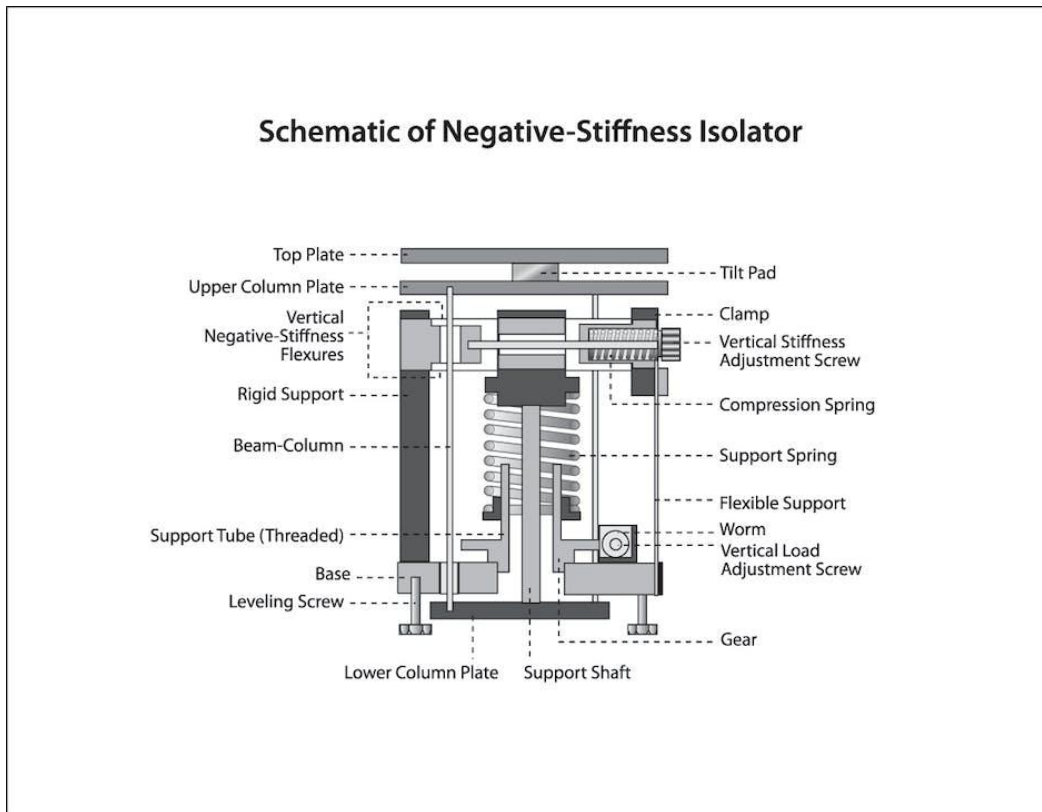 Schematic of Negative-Stiffness Isolator
Top Plate
Upper Column Plate
Vertical
Negative-Stiffness
Flexures
Rigid Support
Beam-Column
Support Tube (Threaded)
Base
Leveling Screw
Lower Column Plate
Support Shaft
Tilt Pad
Clamp
Vertical Stiffness
Adjustment Screw
Compression Spring
Support Spring
Flexible Support
Worm
Vertical Load
Adjustment Screw
Gear